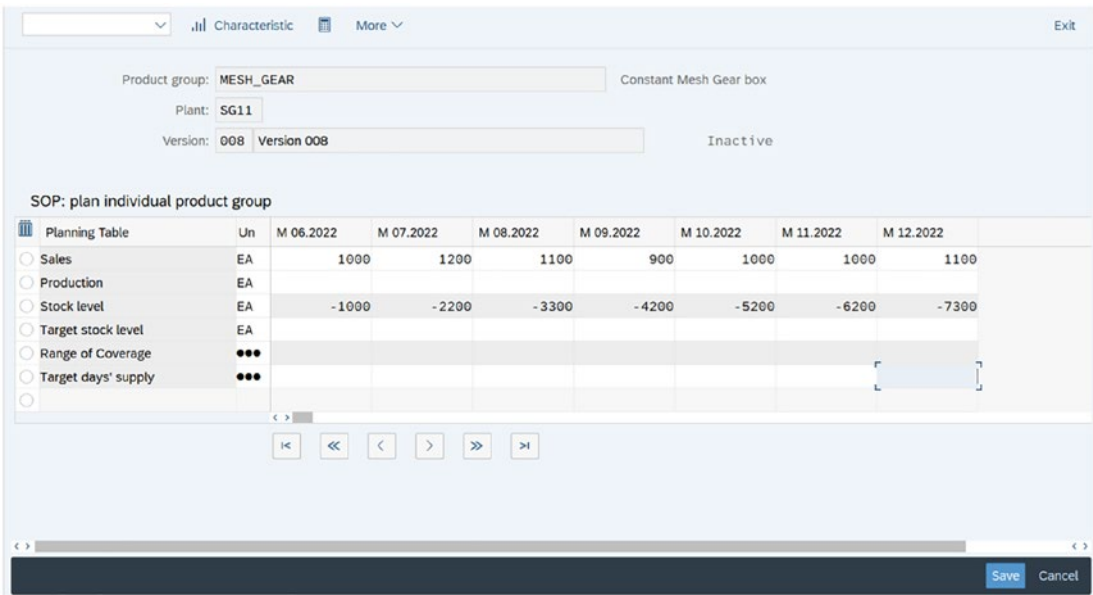 Characteristic More Exit
Product group: MESH_GEAR Constant Mesh Gear box
Plant: SG11
Version: 008 Version 008 Inactive
SOP: plan individual product group
Planning Table Un M 06.2022 M 07.2022 M 08.2022 M 09.2022 M 10.2022 M 11.2022 M 12.2022
Sales EA 1000 1200 1100 900 1000 1000 1100
Production EA
Stock level EA -1000 -2200 -3300 -4200 -5200 -6200 -7300
Target stock level EA
Range of Coverage ●●●
Target days' supply ●●●
Save Cancel